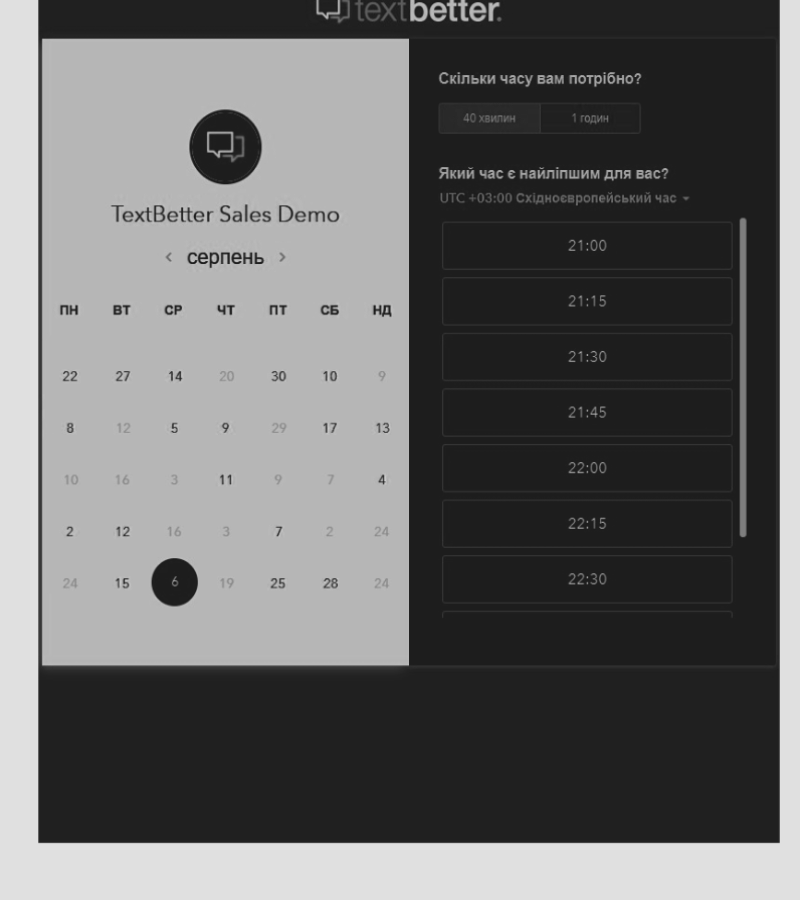 textbetter.
TextBetter Sales Demo
‹ серпень ›
ПН ВТ СР ЧТ ПТ СБ НД
22 27 14 20 30 10 9
8 12 5 9 29 17 13
10 16 3 11 9 7 4
2 12 16 3 7 2 24
24 15 6 19 25 28 24
Скільки часу вам потрібно?
40 хвилин 1 годин
Який час є найліпшим для вас?
UTC +03:00 Східноєвропейський час
21:00
21:15
21:30
21:45
22:00
22:15
22:30